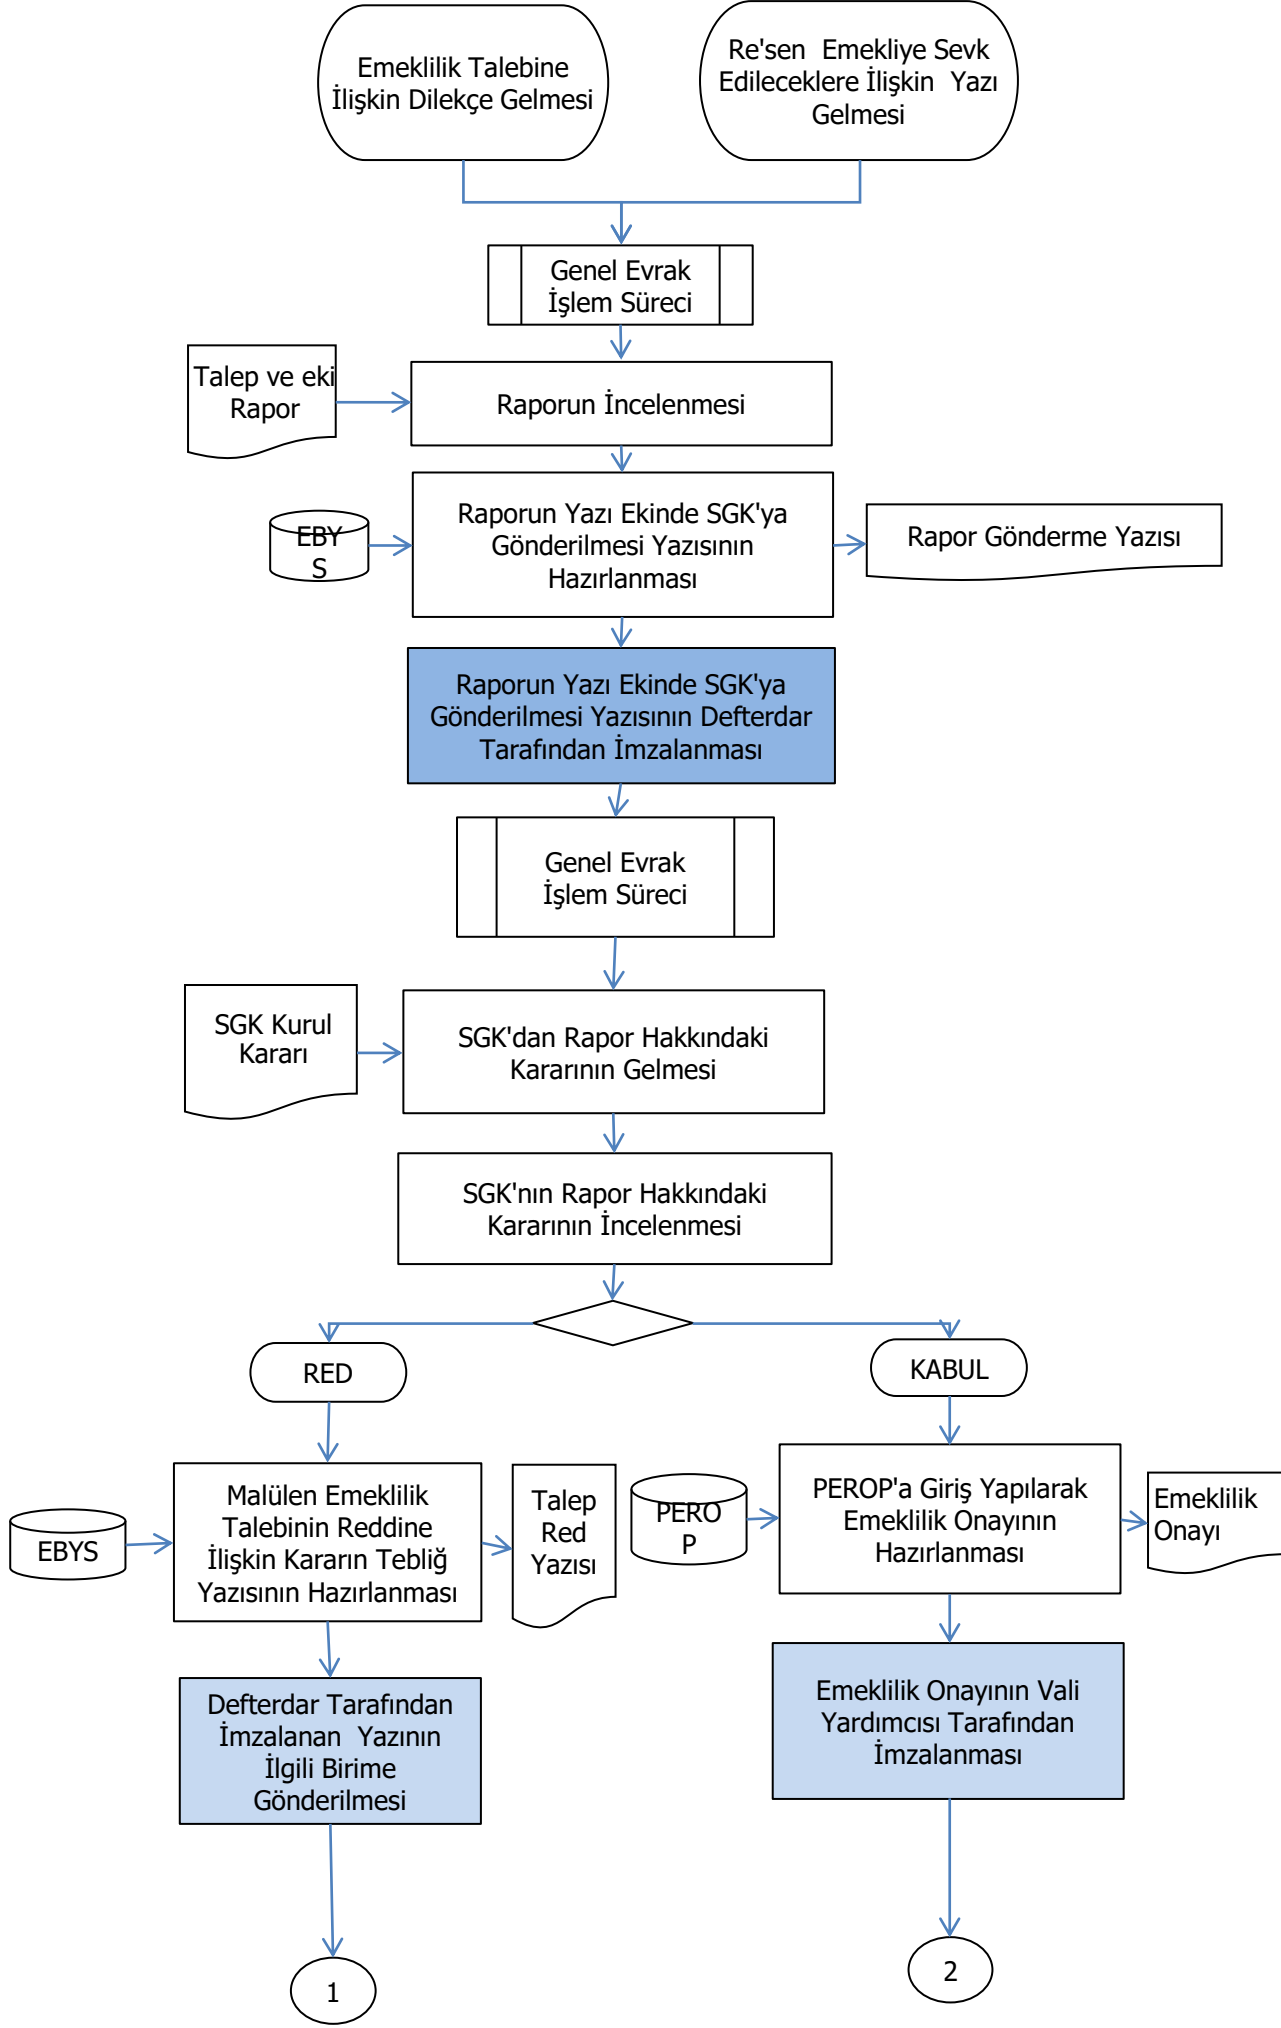 Emeklilik Talebine
İlişkin Dilekçe Gelmesi
Re'sen Emekliye Sevk
Edileceklere İlişkin Yazı
Gelmesi
Genel Evrak
İşlem Süreci
Talep ve eki
Rapor
Raporun İncelenmesi
EBY
S
Raporun Yazı Ekinde SGK'ya
Gönderilmesi Yazısının
Hazırlanması
Rapor Gönderme Yazısı
Raporun Yazı Ekinde SGK'ya
Gönderilmesi Yazısının Defterdar
Tarafından İmzalanması
Genel Evrak
İşlem Süreci
SGK Kurul
Kararı
SGK'dan Rapor Hakkındaki
Kararının Gelmesi
SGK'nın Rapor Hakkındaki
Kararının İncelenmesi
RED
KABUL
EBYS
Malülen Emeklilik
Talebinin Reddine
İlişkin Kararın Tebliğ
Yazısının Hazırlanması
Talep
Red
Yazısı
PERO
P
PEROP'a Giriş Yapılarak
Emeklilik Onayının
Hazırlanması
Emeklilik
Onayı
Defterdar Tarafından
İmzalanan Yazının
İlgili Birime
Gönderilmesi
Emeklilik Onayının Vali
Yardımcısı Tarafından
İmzalanması
1
2